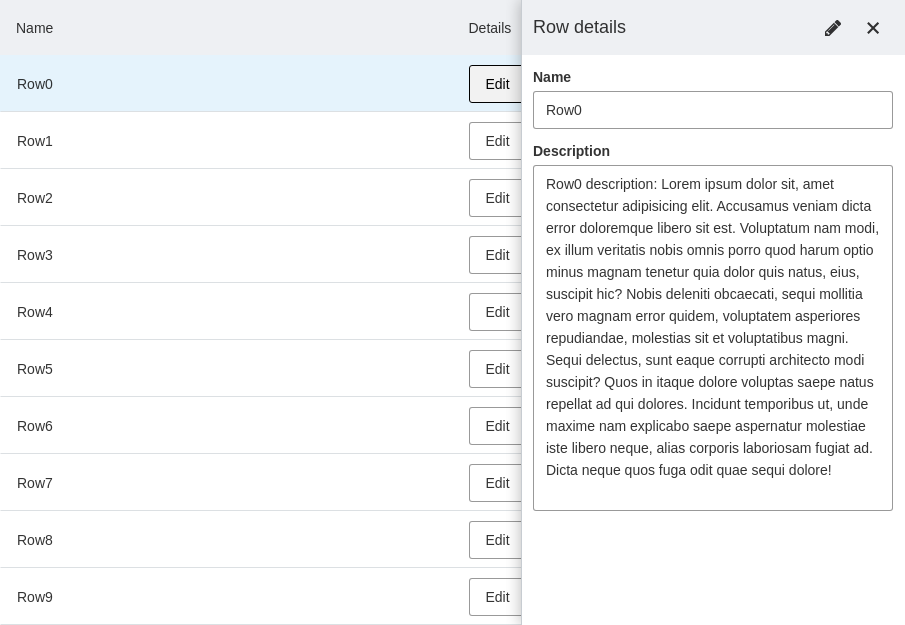 Name Details
Row0 Edit
Row1 Edit
Row2 Edit
Row3 Edit
Row4 Edit
Row5 Edit
Row6 Edit
Row7 Edit
Row8 Edit
Row9 Edit
Row details
Name
Row0
Description
Row0 description: Lorem ipsum dolor sit, amet
consectetur adipisicing elit. Accusamus veniam dicta
error doloremque libero sit est. Voluptatum nam modi,
ex illum veritatis nobis omnis porro quod harum optio
minus magnam tenetur quia dolor quis natus, eius,
suscipit hic? Nobis deleniti obcaecati, sequi mollitia
vero magnam error quidem, voluptatem asperiores
repudiandae, molestias sit et voluptatibus magni.
Sequi delectus, sunt eaque corrupti architecto modi
suscipit? Quos in itaque dolore voluptas saepe natus
repellat ad qui dolores. Incidunt temporibus ut, unde
maxime nam explicabo saepe aspernatur molestiae
iste libero neque, alias corporis laboriosam fugiat ad.
Dicta neque quos fuga odit quae sequi dolore!